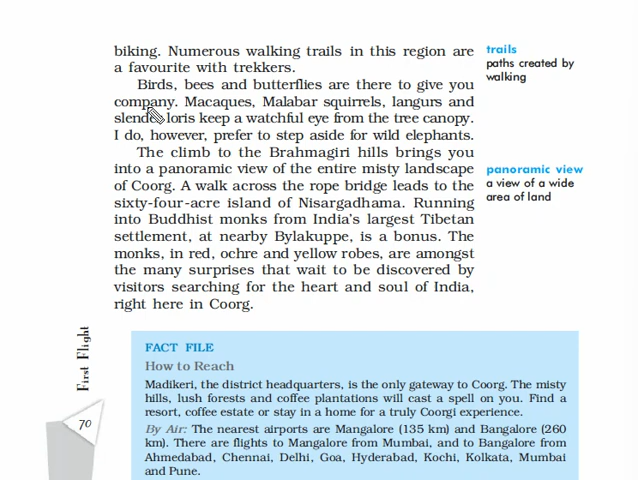 biking. Numerous walking trails in this region are
a favourite with trekkers.
Birds, bees and butterflies are there to give you
company. Macaques, Malabar squirrels, langurs and
slender loris keep a watchful eye from the tree canopy.
I do, however, prefer to step aside for wild elephants.
The climb to the Brahmagiri hills brings you
into a panoramic view of the entire misty landscape
of Coorg. A walk across the rope bridge leads to the
sixty-four-acre island of Nisargadhama. Running
into Buddhist monks from India's largest Tibetan
settlement, at nearby Bylakuppe, is a bonus. The
monks, in red, ochre and yellow robes, are amongst
the many surprises that wait to be discovered by
visitors searching for the heart and soul of India,
right here in Coorg.
trails
paths created by
walking
panoramic view
a view of a wide
area of land
FACT FILE
How to Reach
Madikeri, the district headquarters, is the only gateway to Coorg. The misty
hills, lush forests and coffee plantations will cast a spell on you. Find a
resort, coffee estate or stay in a home for a truly Coorgi experience.
By Air: The nearest airports are Mangalore (135 km) and Bangalore (260
km). There are flights to Mangalore from Mumbai, and to Bangalore from
Ahmedabad, Chennai, Delhi, Goa, Hyderabad, Kochi, Kolkata, Mumbai
and Pune.
First Flight
70